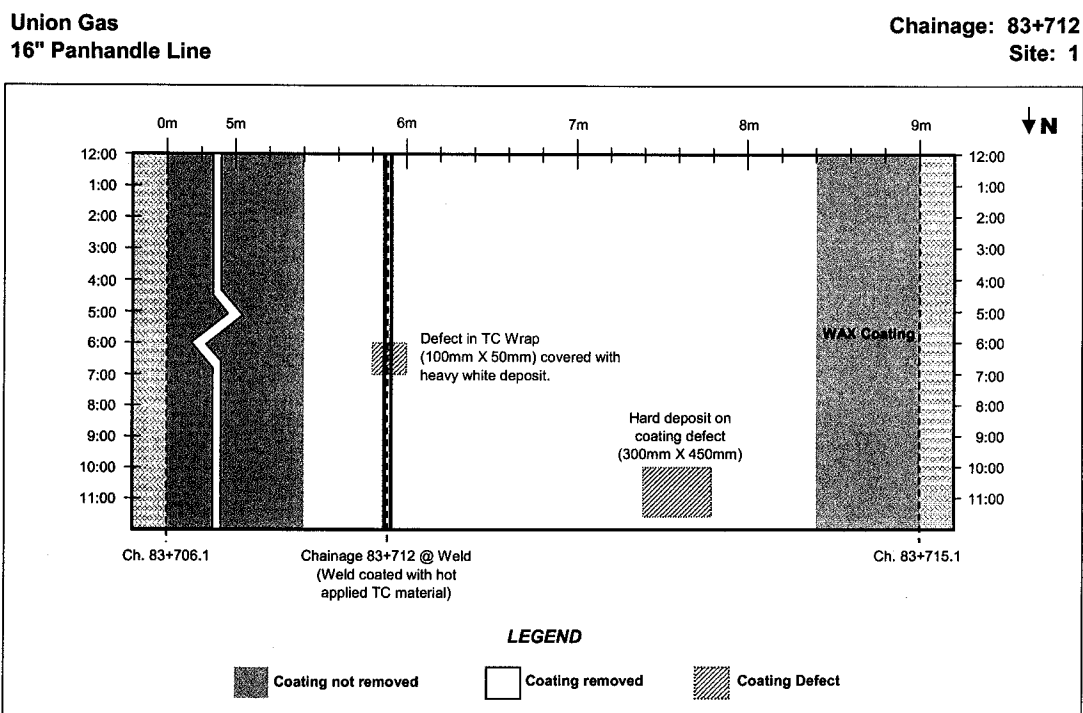 Union Gas
16" Panhandle Line
Chainage: 83+712
Site: 1
0m 5m 6m 7m 8m 9m
N
12:00 12:00
1:00 1:00
2:00 2:00
3:00 3:00
4:00 4:00
5:00 5:00
6:00 6:00
7:00 7:00
8:00 8:00
9:00 9:00
10:00 10:00
11:00 11:00
WAX Coating
Defect in TC Wrap
(100mm X 50mm) covered with
heavy white deposit.
Hard deposit on
coating defect
(300mm X 450mm)
Ch. 83+706.1
Chainage 83+712 @ Weld
(Weld coated with hot
applied TC material)
Ch. 83+715.1
LEGEND
Coating not removed
Coating removed
Coating Defect